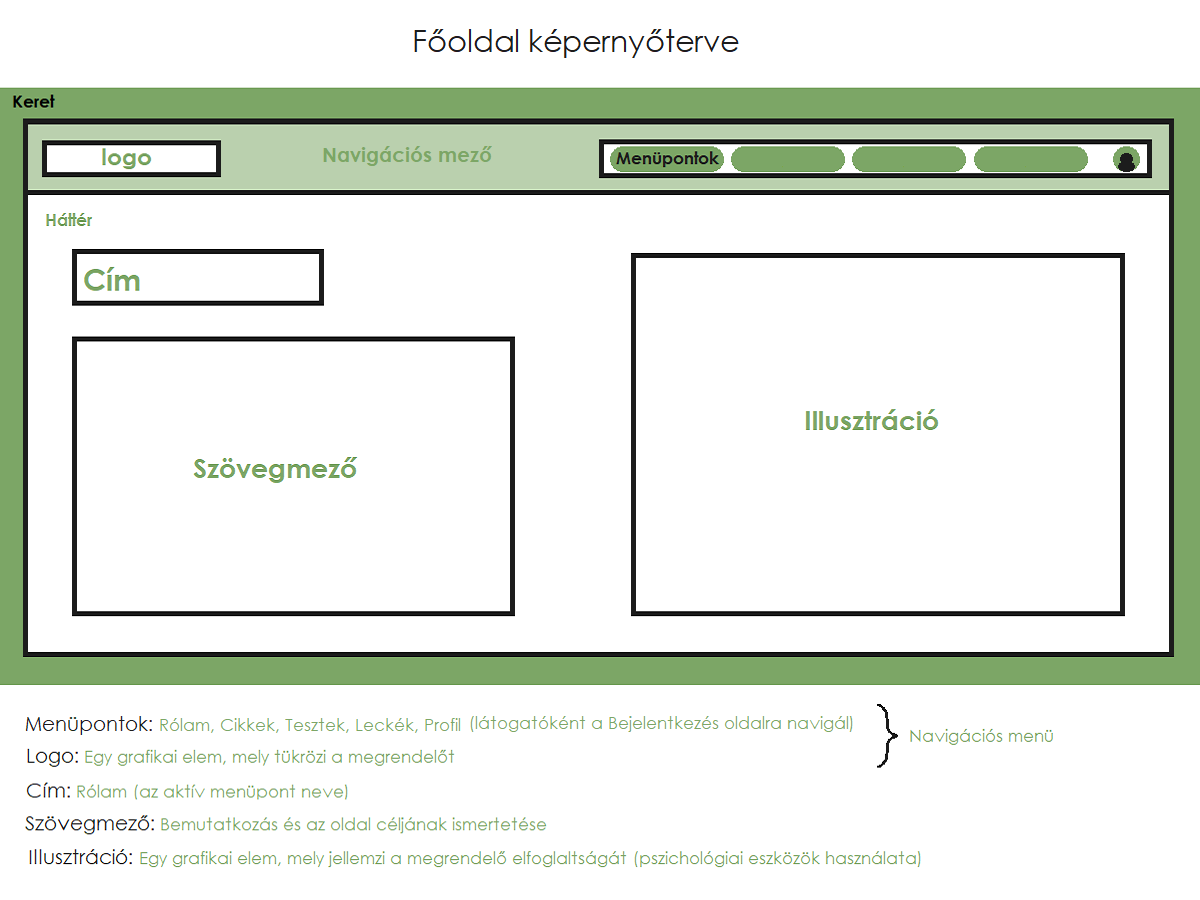 Főoldal képernyőterve
Keret
logo
Navigációs mező
Menüpontok
Háttér
Cím
Szövegmező
Illusztráció
Menüpontok: Rólam, Cikkek, Tesztek, Leckék, Profil (látogatóként a Bejelentkezés oldalra navigál)
Navigációs menü
Logo: Egy grafikai elem, mely tükrözi a megrendelőt
Cím: Rólam (az aktív menüpont neve)
Szövegmező: Bemutatkozás és az oldal céljának ismertetése
Illusztráció: Egy grafikai elem, mely jellemzi a megrendelő elfoglaltságát (pszichológiai eszközök használata)